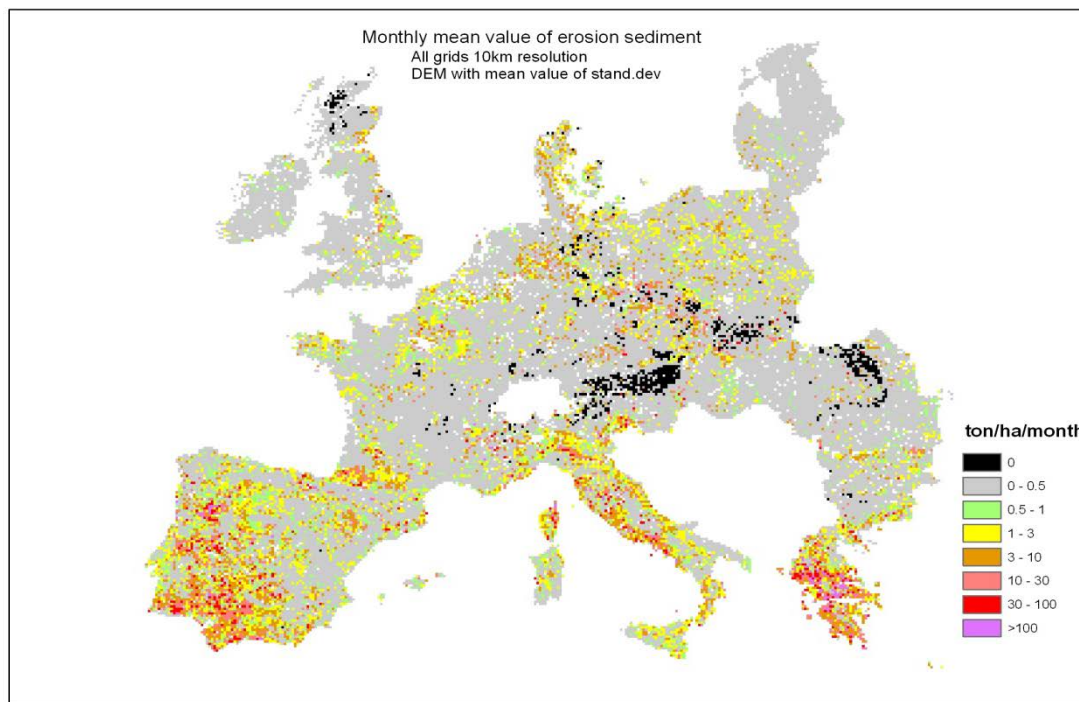 Monthly mean value of erosion sediment
All grids 10km resolution
DEM with mean value of stand.dev
ton/ha/month
0
0 - 0.5
0.5 - 1
1 - 3
3 - 10
10 - 30
30 - 100
>100